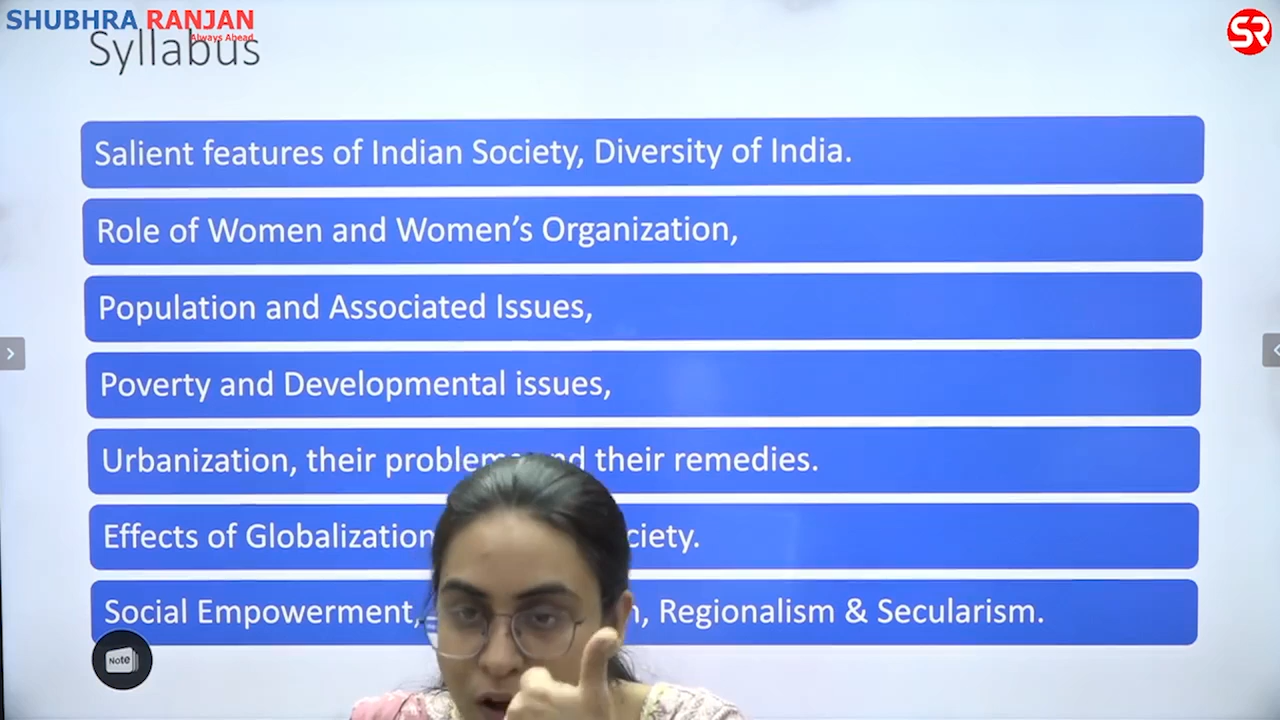 SHUBHRA RANJAN
Always Ahead
SR
Syllabus
Salient features of Indian Society, Diversity of India.
Role of Women and Women's Organization,
Population and Associated Issues,
Poverty and Developmental issues,
Urbanization, their problems and their remedies.
Effects of Globalization
Social Empowerment, Regionalism & Secularism.
Note